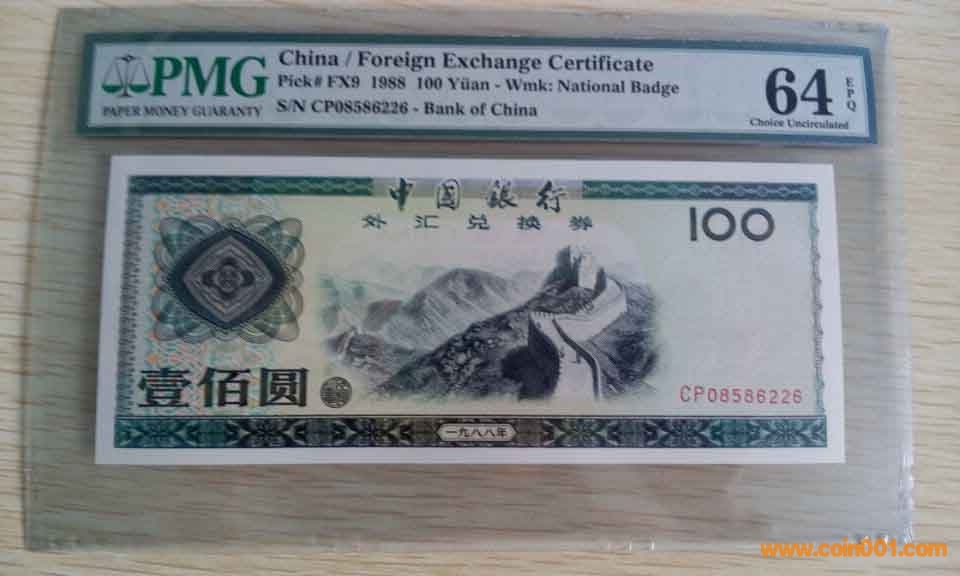 PMG
PAPER MONEY GUARANTY
China / Foreign Exchange Certificate
Pick# FX9 1988 100 Yüan - Wmk: National Badge
S/N CP08586226 - Bank of China
64
EPQ
Choice Uncirculated
中国银行
外汇兑换券
100
壹佰圆
CP08586226
一九八八年
www.coin001.com